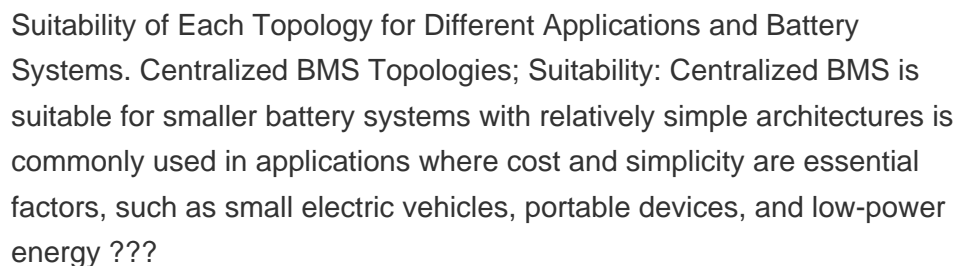 Suitability of Each Topology for Different Applications and Battery
Systems. Centralized BMS Topologies; Suitability: Centralized BMS is
suitable for smaller battery systems with relatively simple architectures is
commonly used in applications where cost and simplicity are essential
factors, such as small electric vehicles, portable devices, and low-power
energy ???